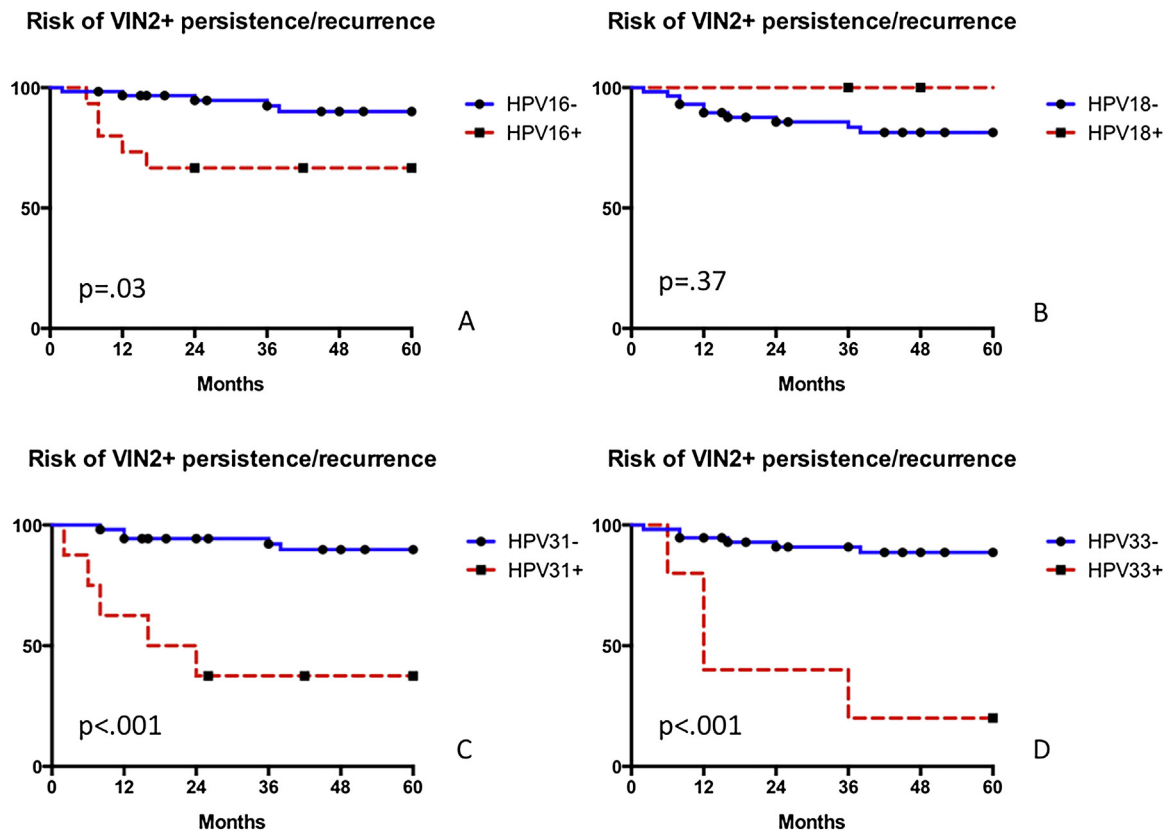 Risk of VIN2+ persistence/recurrence
100
50
0
0 12 24 36 48 60
Months
HPV16-
HPV16+
p=.03
A
Risk of VIN2+ persistence/recurrence
100
50
0
0 12 24 36 48 60
Months
HPV18-
HPV18+
p=.37
B
Risk of VIN2+ persistence/recurrence
100
50
0
0 12 24 36 48 60
Months
HPV31-
HPV31+
p<.001
C
Risk of VIN2+ persistence/recurrence
100
50
0
0 12 24 36 48 60
Months
HPV33-
HPV33+
p<.001
D